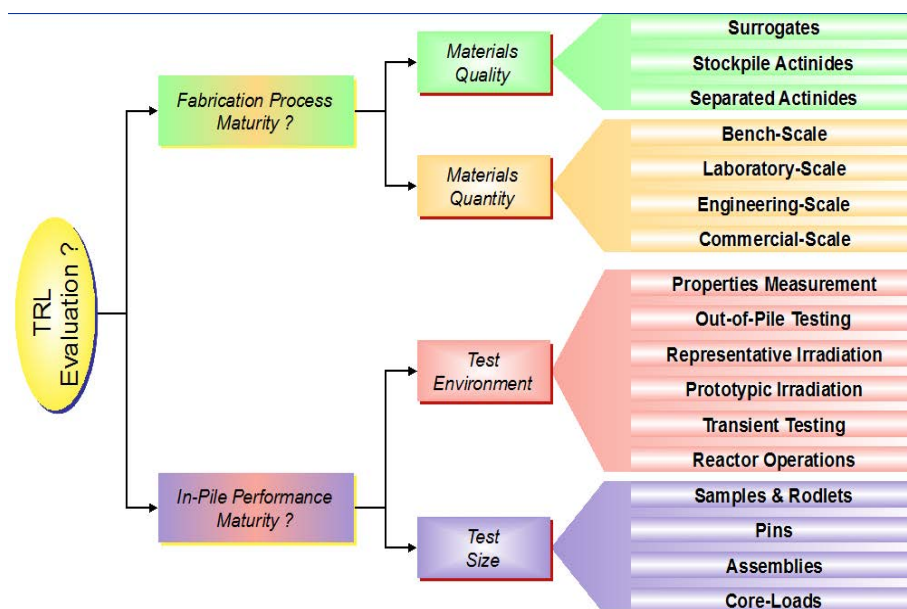 TRL
Evaluation ?
Fabrication Process
Maturity ?
In-Pile Performance
Maturity ?
Materials
Quality
Materials
Quantity
Test
Environment
Test
Size
Surrogates
Stockpile Actinides
Separated Actinides
Bench-Scale
Laboratory-Scale
Engineering-Scale
Commercial-Scale
Properties Measurement
Out-of-Pile Testing
Representative Irradiation
Prototypic Irradiation
Transient Testing
Reactor Operations
Samples & Rodlets
Pins
Assemblies
Core-Loads